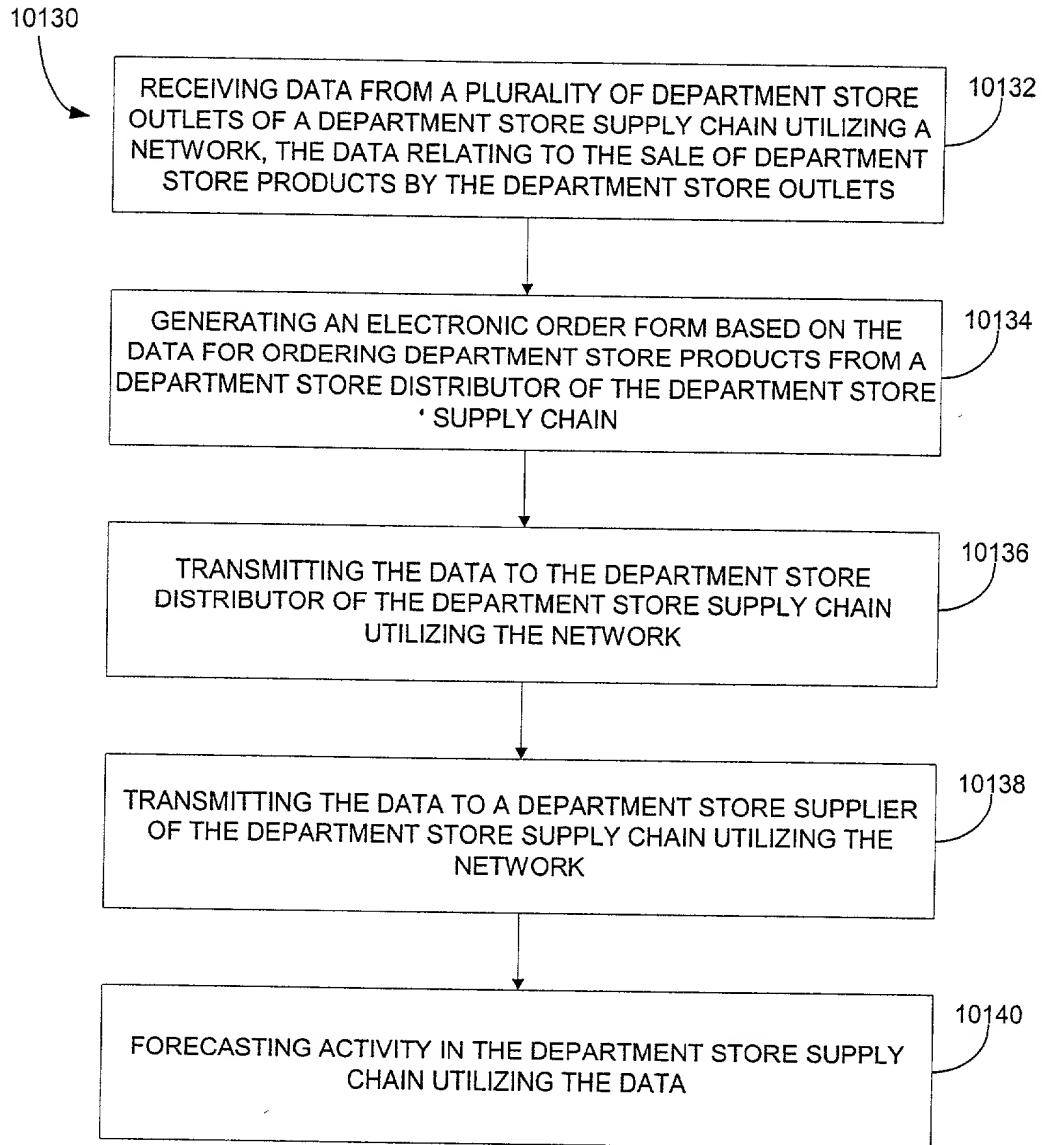 10130
RECEIVING DATA FROM A PLURALITY OF DEPARTMENT STORE
OUTLETS OF A DEPARTMENT STORE SUPPLY CHAIN UTILIZING A
NETWORK, THE DATA RELATING TO THE SALE OF DEPARTMENT
STORE PRODUCTS BY THE DEPARTMENT STORE OUTLETS
10132
GENERATING AN ELECTRONIC ORDER FORM BASED ON THE
DATA FOR ORDERING DEPARTMENT STORE PRODUCTS FROM A
DEPARTMENT STORE DISTRIBUTOR OF THE DEPARTMENT STORE
SUPPLY CHAIN
10134
TRANSMITTING THE DATA TO THE DEPARTMENT STORE
DISTRIBUTOR OF THE DEPARTMENT STORE SUPPLY CHAIN
UTILIZING THE NETWORK
10136
TRANSMITTING THE DATA TO A DEPARTMENT STORE SUPPLIER
OF THE DEPARTMENT STORE SUPPLY CHAIN UTILIZING THE
NETWORK
10138
FORECASTING ACTIVITY IN THE DEPARTMENT STORE SUPPLY
CHAIN UTILIZING THE DATA
10140